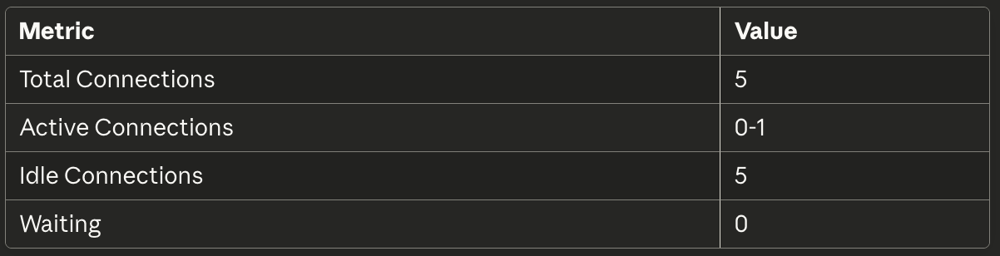 Metric Value
Total Connections 5
Active Connections 0-1
Idle Connections 5
Waiting 0